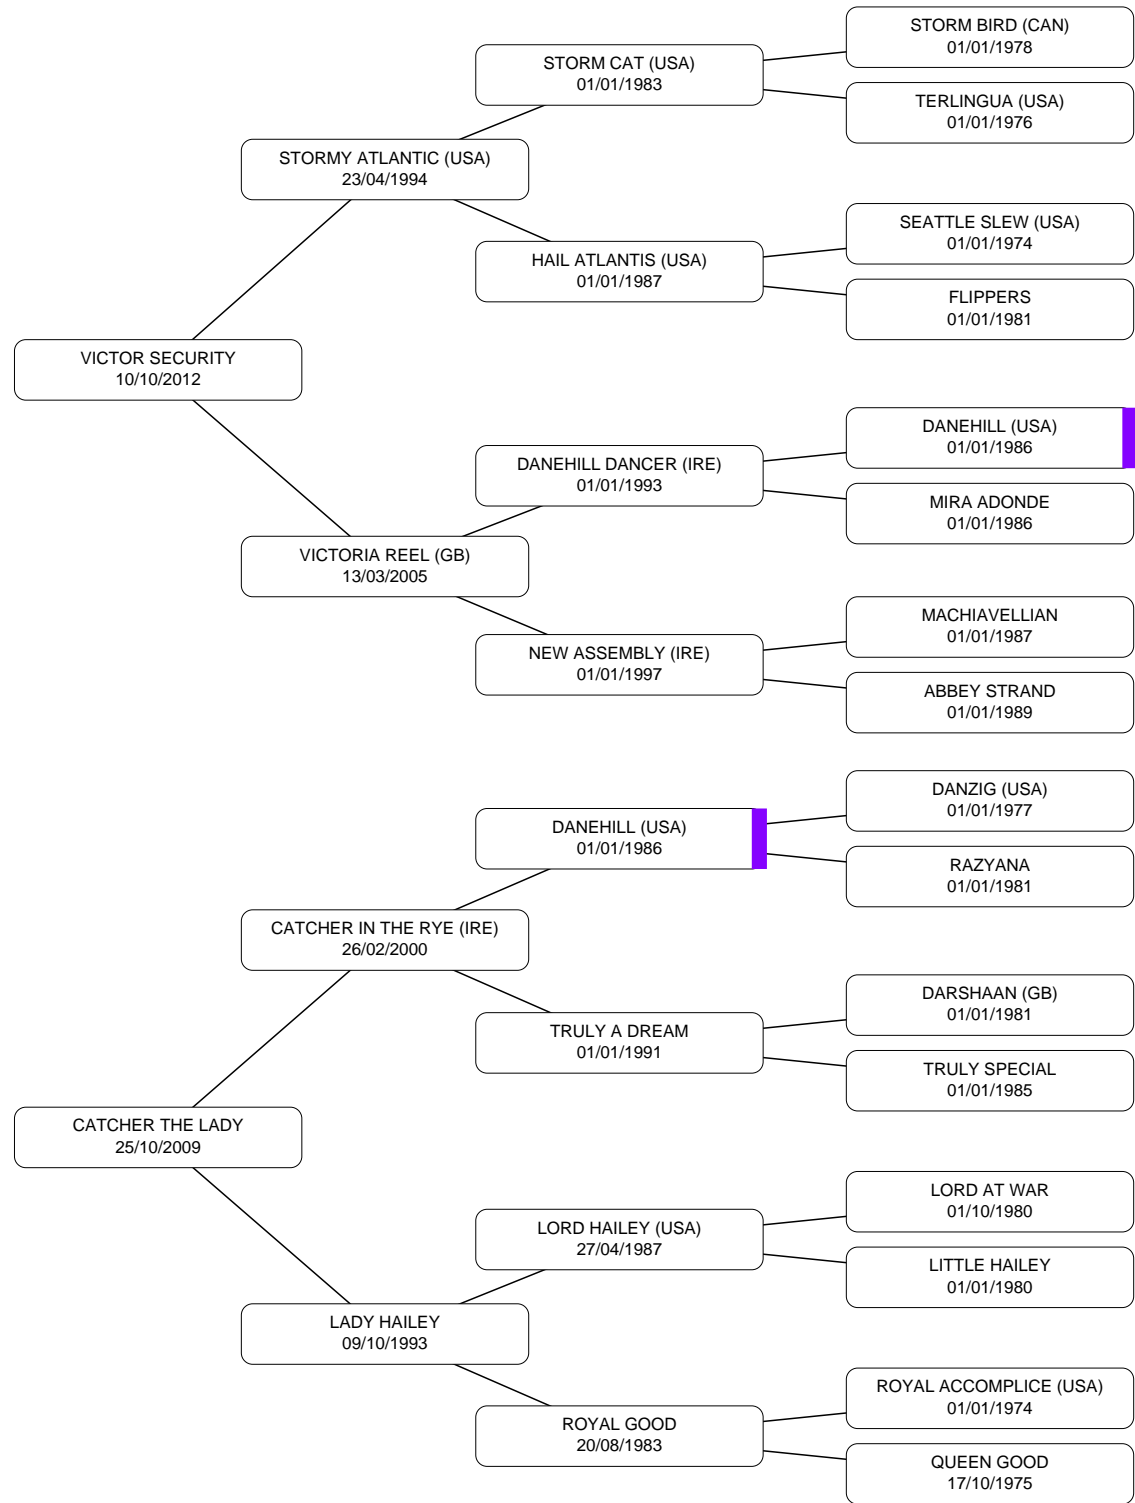 STORM BIRD (CAN)
01/01/1978
STORM CAT (USA)
01/01/1983
TERLINGUA (USA)
01/01/1976
STORMY ATLANTIC (USA)
23/04/1994
SEATTLE SLEW (USA)
01/01/1974
HAIL ATLANTIS (USA)
01/01/1987
FLIPPERS
01/01/1981
VICTOR SECURITY
10/10/2012
DANEHILL (USA)
01/01/1986
DANEHILL DANCER (IRE)
01/01/1993
MIRA ADONDE
01/01/1986
VICTORIA REEL (GB)
13/03/2005
MACHIAVELLIAN
01/01/1987
NEW ASSEMBLY (IRE)
01/01/1997
ABBEY STRAND
01/01/1989
DANZIG (USA)
01/01/1977
DANEHILL (USA)
01/01/1986
RAZYANA
01/01/1981
CATCHER IN THE RYE (IRE)
26/02/2000
DARSHAAN (GB)
01/01/1981
TRULY A DREAM
01/01/1991
TRULY SPECIAL
01/01/1985
CATCHER THE LADY
25/10/2009
LORD AT WAR
01/10/1980
LORD HAILEY (USA)
27/04/1987
LITTLE HAILEY
01/01/1980
LADY HAILEY
09/10/1993
ROYAL ACCOMPLICE (USA)
01/01/1974
ROYAL GOOD
20/08/1983
QUEEN GOOD
17/10/1975